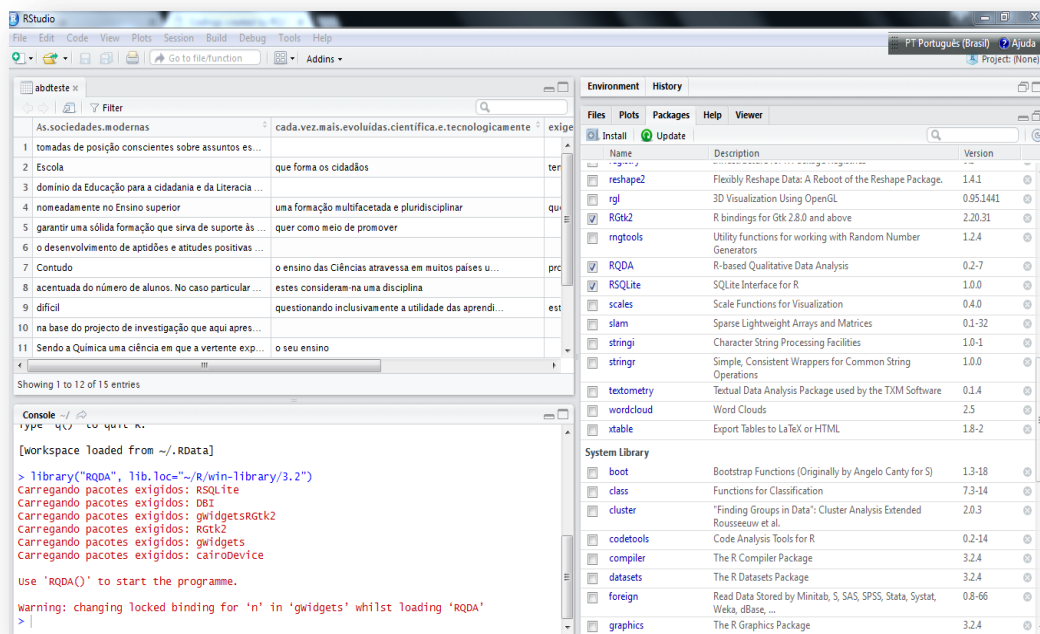 RStudio
File Edit Code View Plots Session Build Debug Tools Help
Go to file/function Addins
PT Português (Brasil) Ajuda
Project: (None)
abdteste
Filter
As.sociedades.modernas cada.vez.mais.evoluídas.científica.e.tecnologicamente exige
1 tomadas de posição conscientes sobre assuntos es...
2 Escola que forma os cidadãos
3 domínio da Educação para a cidadania e da Literacia ...
4 nomeadamente no Ensino superior uma formação multifacetada e pluridisciplinar
5 garantir uma sólida formação que sirva de suporte às ... quer como meio de promover
6 o desenvolvimento de aptidões e atitudes positivas ...
7 Contudo o ensino das Ciências atravessa em muitos países u...
8 acentuada do número de alunos. No caso particular ... estes consideram-na uma disciplina
9 difícil questionando inclusivamente a utilidade das aprendi... est
10 na base do projecto de investigação que aqui apres...
11 Sendo a Química uma ciência em que a vertente exp... o seu ensino
Showing 1 to 12 of 15 entries
Console ~/
Type 'q()' to quit R.
[Workspace loaded from ~/.RData]
> library("RQDA", lib.loc="~/R/win-library/3.2")
Carregando pacotes exigidos: RSQLite
Carregando pacotes exigidos: DBI
Carregando pacotes exigidos: gWidgetsRGtk2
Carregando pacotes exigidos: RGtk2
Carregando pacotes exigidos: gWidgets
Carregando pacotes exigidos: cairoDevice
Use 'RQDA()' to start the programme.
Warning: changing locked binding for ‘n’ in ‘gWidgets’ whilst loading ‘RQDA’
>
Environment History
Files Plots Packages Help Viewer
Install Update
Name Description Version
reshape2 Flexibly Reshape Data: A Reboot of the Reshape Package. 1.4.1
rgl 3D Visualization Using OpenGL 0.95.1441
RGtk2 R bindings for Gtk 2.8.0 and above 2.20.31
rngtools Utility functions for working with Random Number 1.2.4
Generators
RQDA R-based Qualitative Data Analysis 0.2-7
RSQLite SQLite Interface for R 1.0.0
scales Scale Functions for Visualization 0.4.0
slam Sparse Lightweight Arrays and Matrices 0.1-32
stringi Character String Processing Facilities 1.0-1
stringr Simple, Consistent Wrappers for Common String 1.0.0
Operations
textometry Textual Data Analysis Package used by the TXM Software 0.1.4
wordcloud Word Clouds 2.5
xtable Export Tables to LaTeX or HTML 1.8-2
System Library
boot Bootstrap Functions (Originally by Angelo Canty for S) 1.3-18
class Functions for Classification 7.3-14
cluster "Finding Groups in Data": Cluster Analysis Extended 2.0.3
Rousseeuw et al.
codetools Code Analysis Tools for R 0.2-14
compiler The R Compiler Package 3.2.4
datasets The R Datasets Package 3.2.4
foreign Read Data Stored by Minitab, S, SAS, SPSS, Stata, Systat, 0.8-66
Weka, dBase, ...
graphics The R Graphics Package 3.2.4